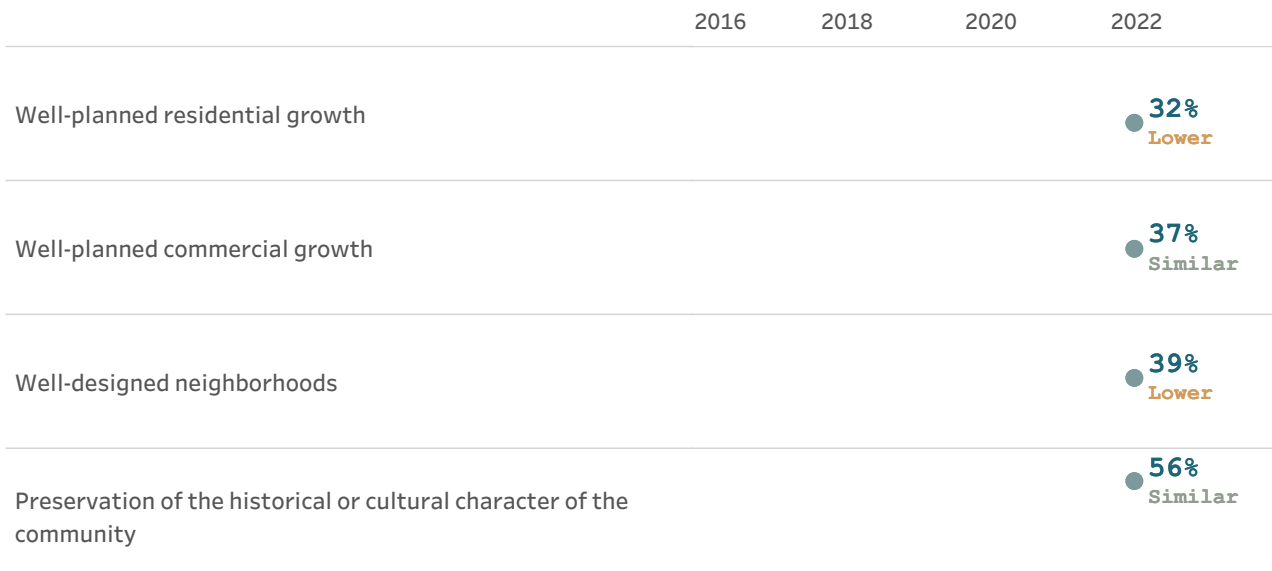 2016 2018 2020 2022
Well-planned residential growth
32%
Lower
Well-planned commercial growth
37%
Similar
Well-designed neighborhoods
39%
Lower
Preservation of the historical or cultural character of the
community
56%
Similar